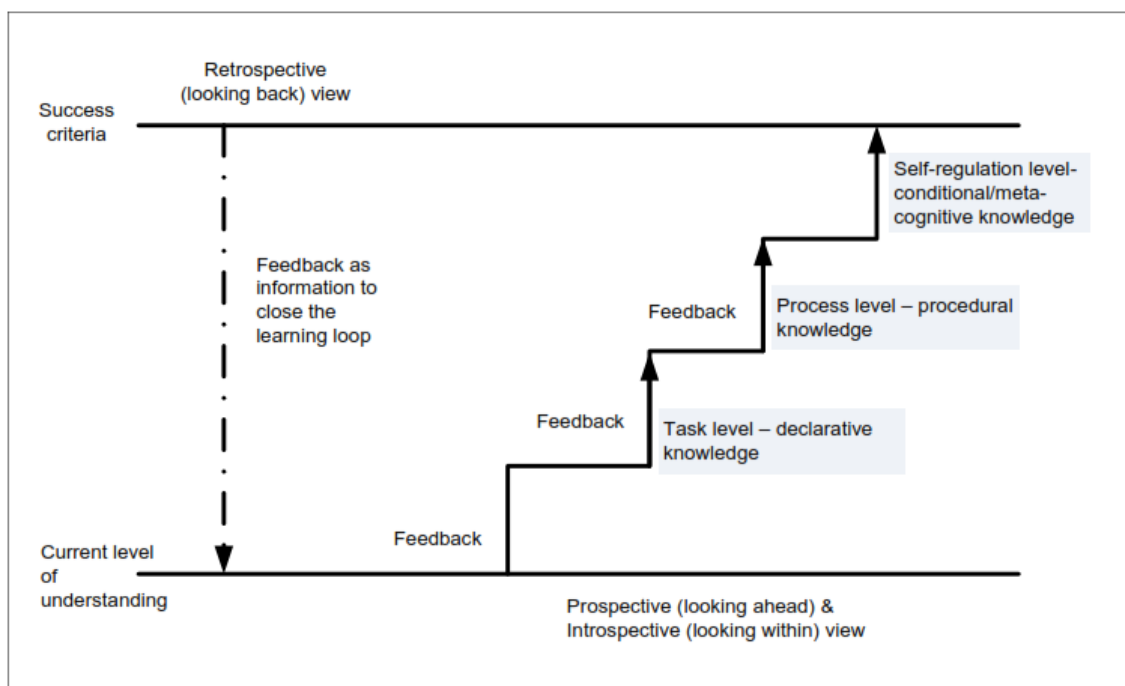 Retrospective
(looking back) view
Success
criteria
Self-regulation level-
conditional/meta-
cognitive knowledge
Feedback as
information to
close the
learning loop
Feedback
Process level – procedural
knowledge
Feedback
Task level – declarative
knowledge
Feedback
Current level
of
understanding
Prospective (looking ahead) &
Introspective (looking within) view